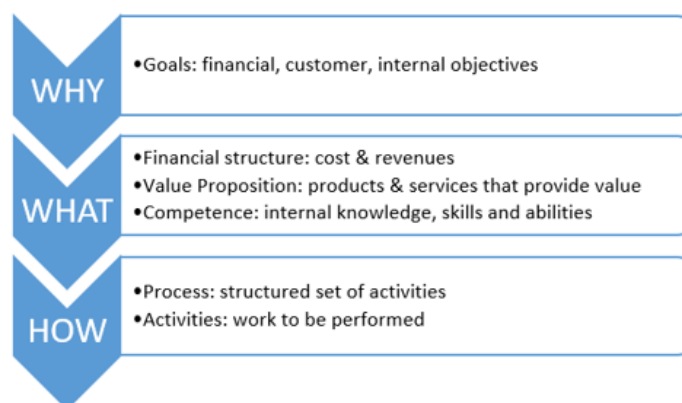 WHY
•Goals: financial, customer, internal objectives
WHAT
•Financial structure: cost & revenues
•Value Proposition: products & services that provide value
•Competence: internal knowledge, skills and abilities
HOW
•Process: structured set of activities
•Activities: work to be performed